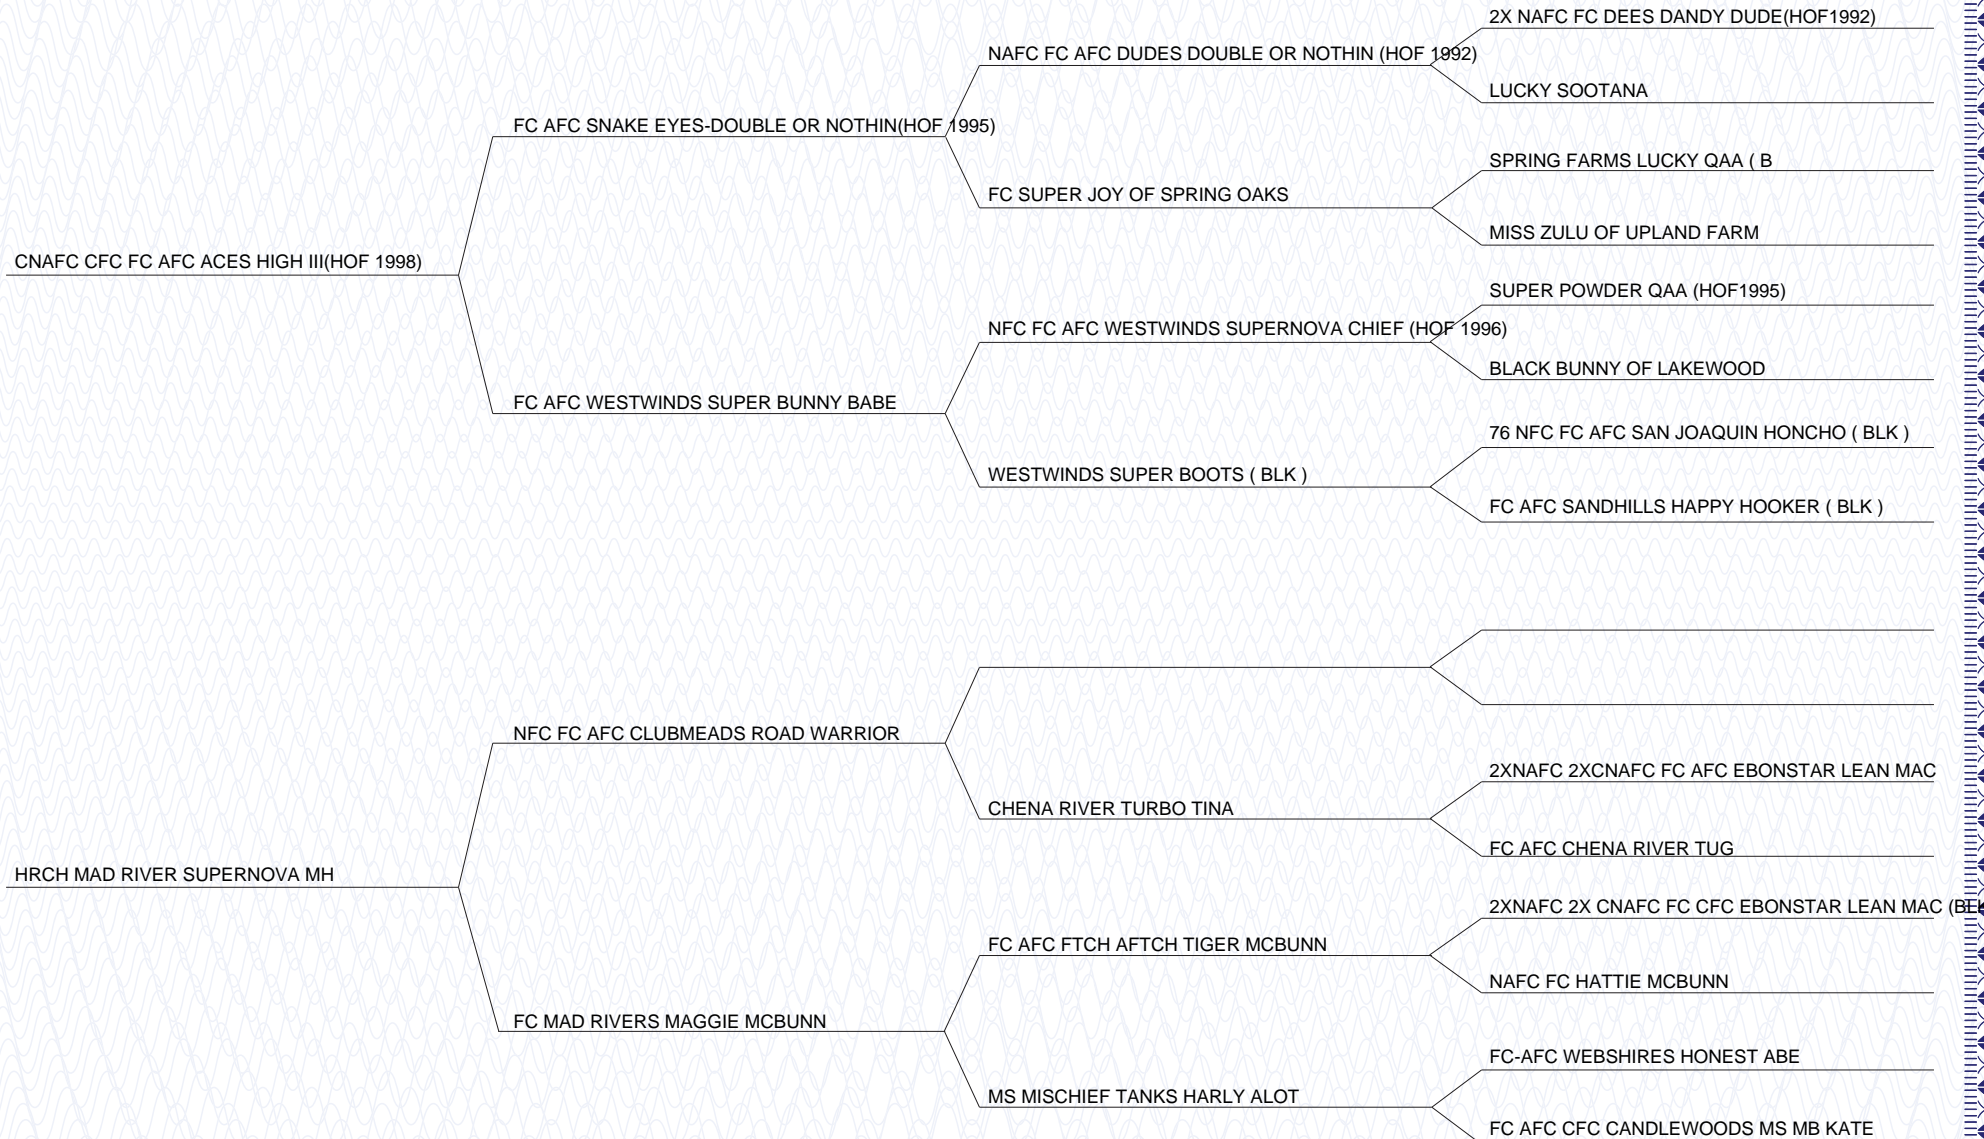 2X NAFC FC DEES DANDY DUDE(HOF1992)
NAFC FC AFC DUDES DOUBLE OR NOTHIN (HOF 1992)
LUCKY SOOTANA
FC AFC SNAKE EYES-DOUBLE OR NOTHIN(HOF 1995)
SPRING FARMS LUCKY QAA ( B
FC SUPER JOY OF SPRING OAKS
MISS ZULU OF UPLAND FARM
CNAFC CFC FC AFC ACES HIGH III(HOF 1998)
SUPER POWDER QAA (HOF1995)
NFC FC AFC WESTWINDS SUPERNOVA CHIEF (HOF 1996)
BLACK BUNNY OF LAKEWOOD
FC AFC WESTWINDS SUPER BUNNY BABE
76 NFC FC AFC SAN JOAQUIN HONCHO ( BLK )
WESTWINDS SUPER BOOTS ( BLK )
FC AFC SANDHILLS HAPPY HOOKER ( BLK )
NFC FC AFC CLUBMEADS ROAD WARRIOR
2XNAFC 2XCNAFC FC AFC EBONSTAR LEAN MAC
CHENA RIVER TURBO TINA
FC AFC CHENA RIVER TUG
HRCH MAD RIVER SUPERNOVA MH
2XNAFC 2X CNAFC FC CFC EBONSTAR LEAN MAC (BLK
FC AFC FTCH AFTCH TIGER MCBUNN
NAFC FC HATTIE MCBUNN
FC MAD RIVERS MAGGIE MCBUNN
FC-AFC WEBSHIRES HONEST ABE
MS MISCHIEF TANKS HARLY ALOT
FC AFC CFC CANDLEWOODS MS MB KATE